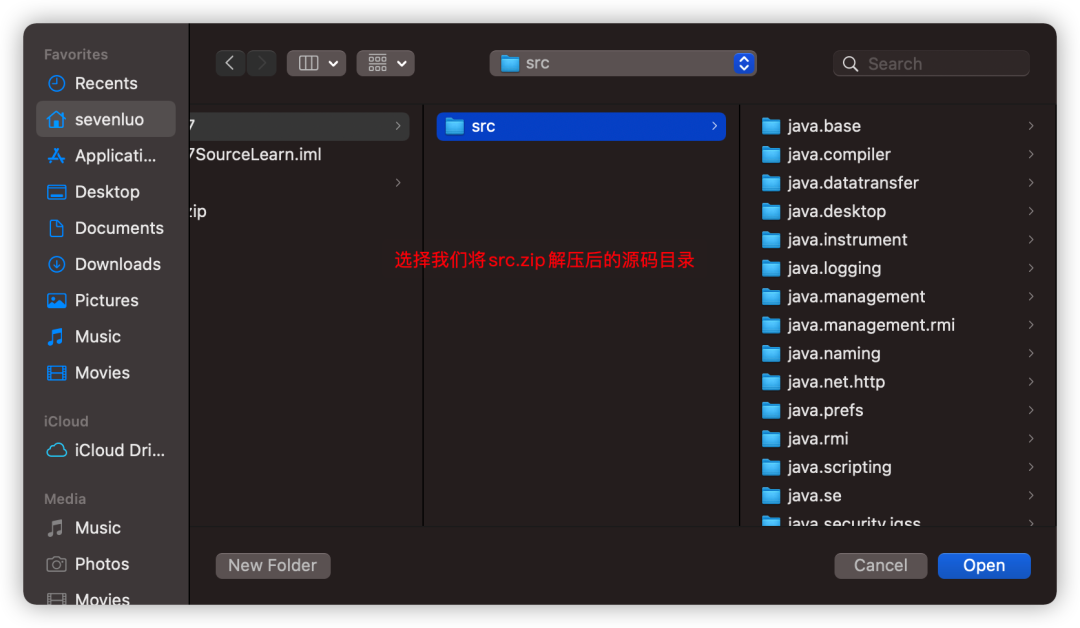 Favorites
Recents
sevenluo
Applicati...
Desktop
Documents
Downloads
Pictures
Music
Movies
iCloud
iCloud Dri...
Media
Music
Photos
Movies
src
Search
7
7SourceLearn.iml
zip
src
选择我们将src.zip解压后的源码目录
java.base
java.compiler
java.datatransfer
java.desktop
java.instrument
java.logging
java.management
java.management.rmi
java.naming
java.net.http
java.prefs
java.rmi
java.scripting
java.se
java.security.jgss
New Folder
Cancel
Open